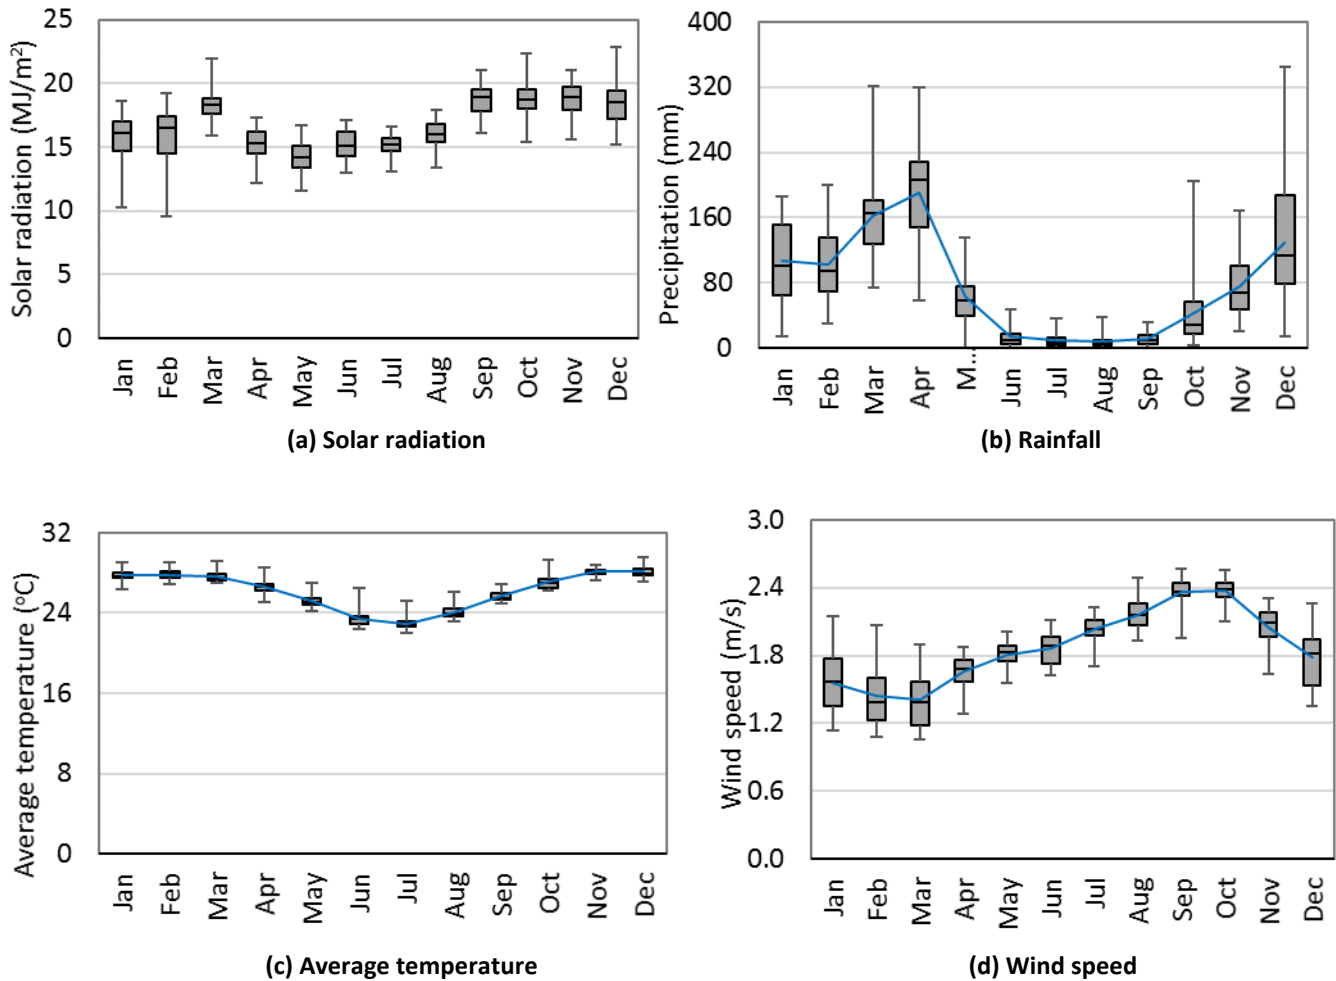 Solar radiation (MJ/m²)
25
20
15
10
5
0
Jan Feb Mar Apr May Jun Jul Aug Sep Oct Nov Dec
(a) Solar radiation
Precipitation (mm)
400
320
240
160
80
0
Jan Feb Mar Apr M... Jun Jul Aug Sep Oct Nov Dec
(b) Rainfall
Average temperature (°C)
32
24
16
8
0
Jan Feb Mar Apr May Jun Jul Aug Sep Oct Nov Dec
(c) Average temperature
Wind speed (m/s)
3.0
2.4
1.8
1.2
0.6
0.0
Jan Feb Mar Apr May Jun Jul Aug Sep Oct Nov Dec
(d) Wind speed